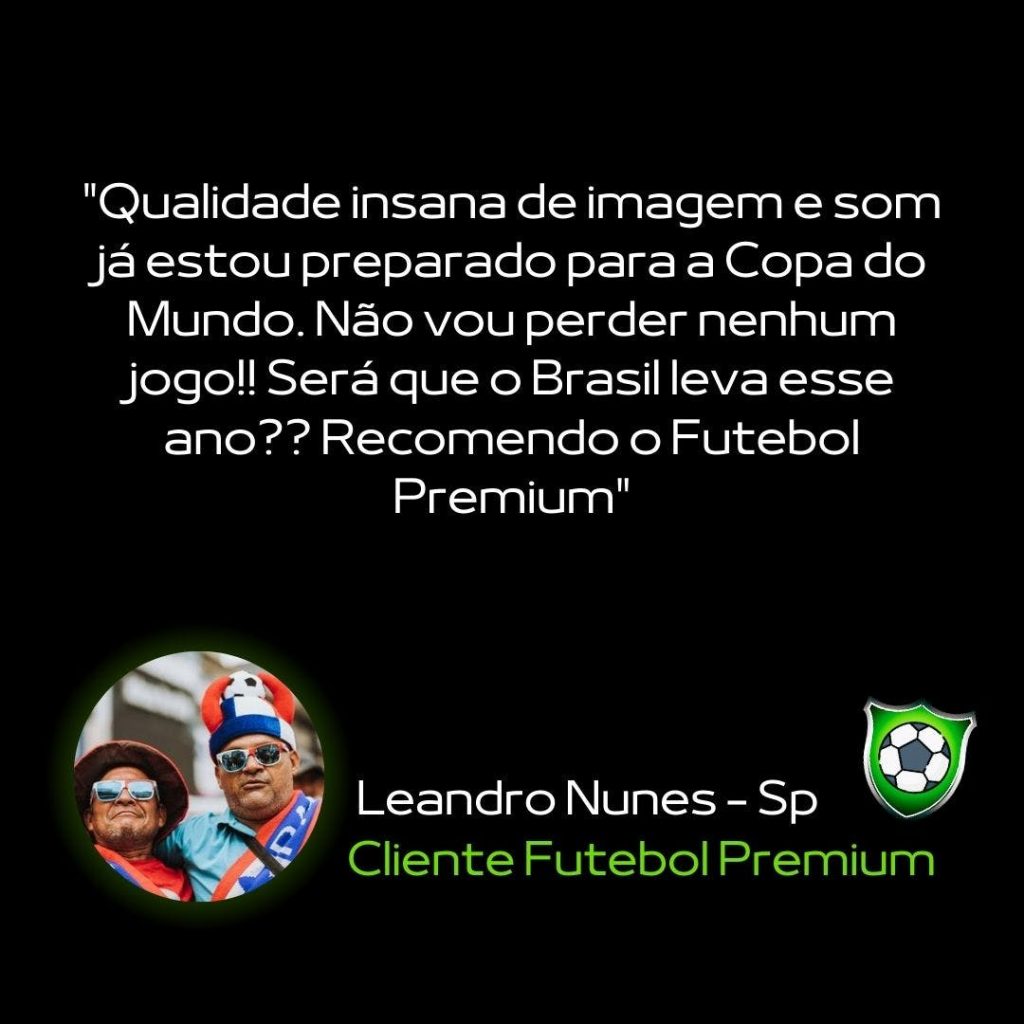 "Qualidade insana de imagem e som
já estou preparado para a Copa do
Mundo. Não vou perder nenhum
jogo!! Será que o Brasil leva esse
ano?? Recomendo o Futebol
Premium"
Leandro Nunes - Sp
Cliente Futebol Premium